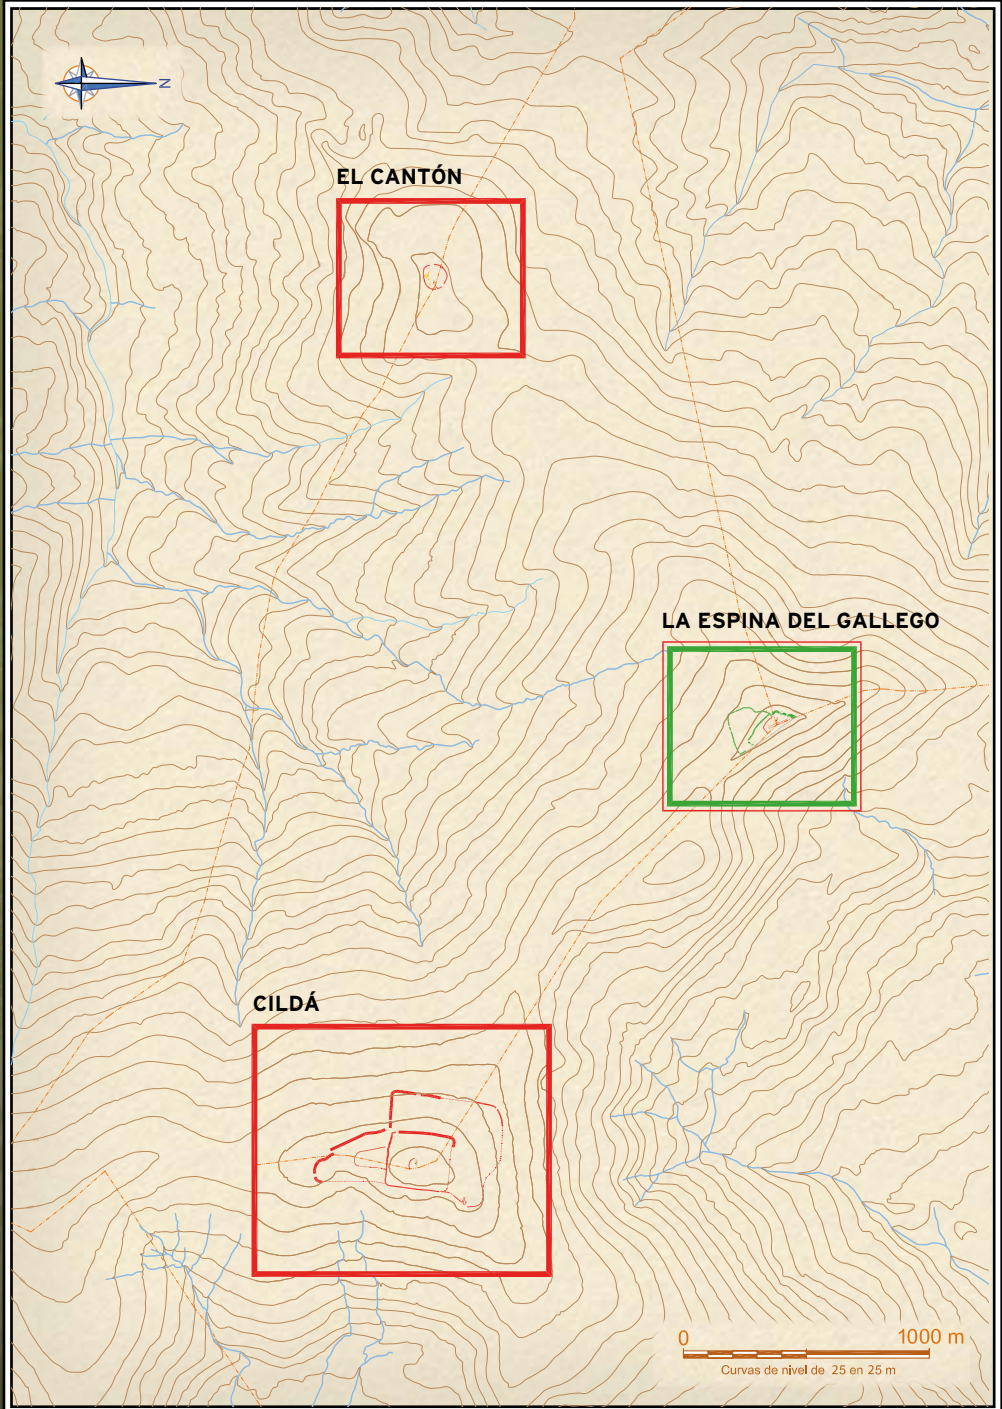 N
EL CANTÓN
LA ESPINA DEL GALLEGO
CILDÁ
0 1000 m
Curvas de nivel de 25 en 25 m